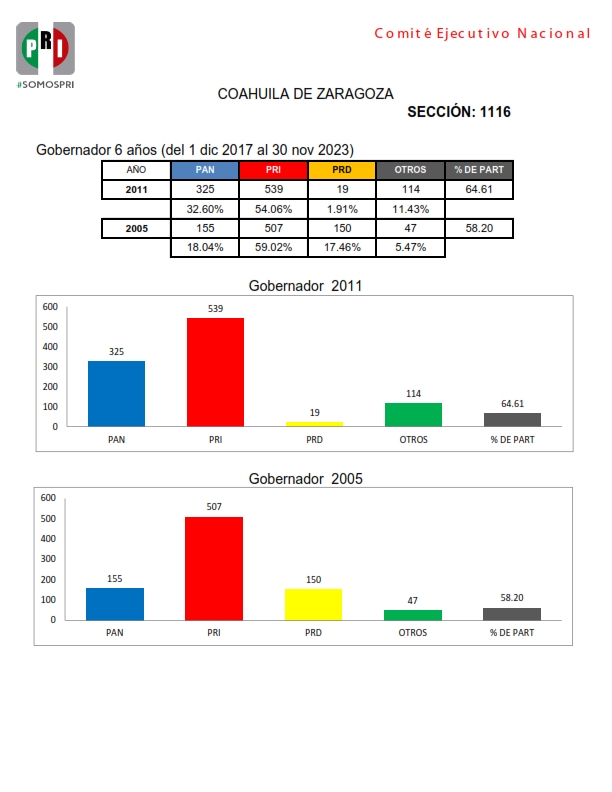 Comité Ejecutivo Nacional
PRI
#SOMOSPRI
COAHUILA DE ZARAGOZA
SECCIÓN: 1116
Gobernador 6 años (del 1 dic 2017 al 30 nov 2023)
AÑO PAN PRI PRD OTROS % DE PART
2011 325 539 19 114 64.61
32.60% 54.06% 1.91% 11.43%
2005 155 507 150 47 58.20
18.04% 59.02% 17.46% 5.47%
Gobernador 2011
600
500
400
300
200
100
0
325
539
19
114
64.61
PAN PRI PRD OTROS % DE PART
Gobernador 2005
600
500
400
300
200
100
0
155
507
150
47
58.20
PAN PRI PRD OTROS % DE PART